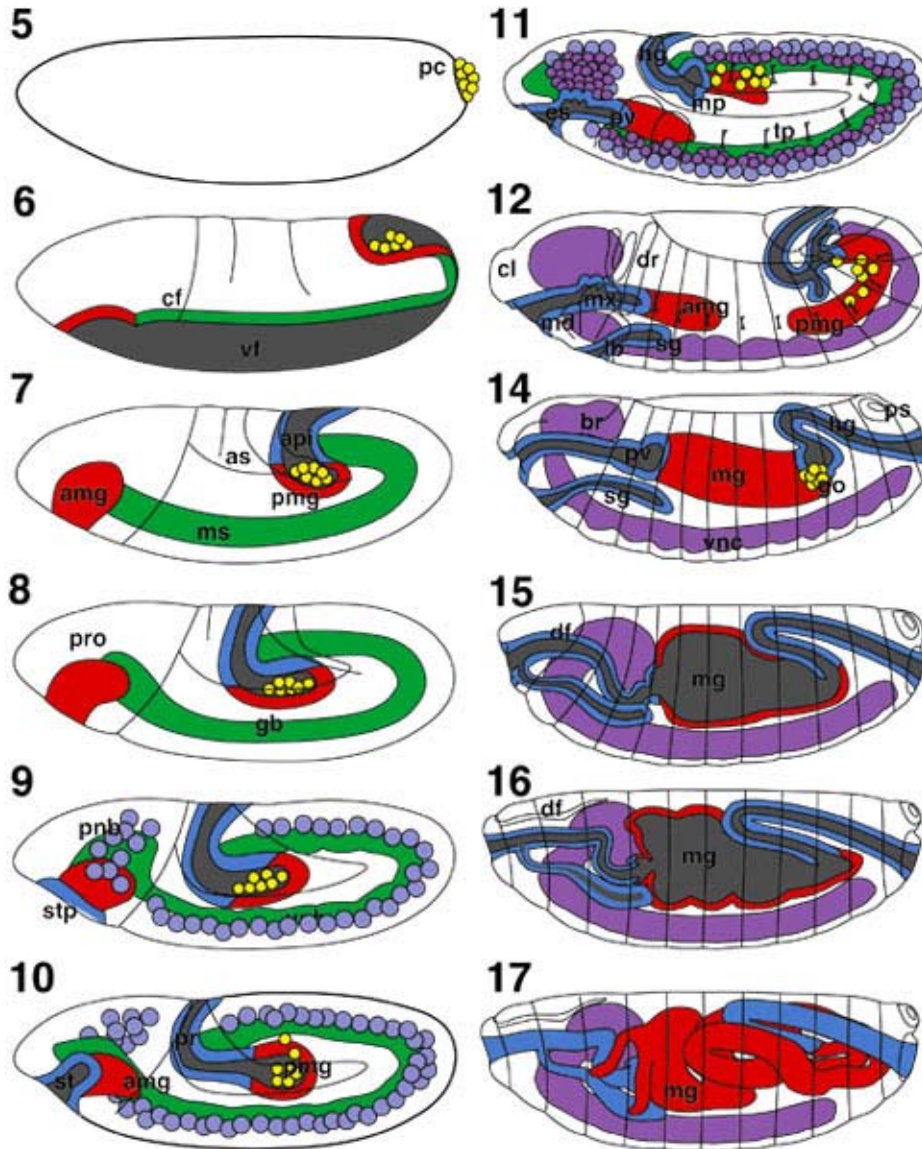 5
pc
6
cf
vf
7
api
as
amg
pmg
ms
8
pro
gb
9
pnb
stp
10
pr
pmg
st
amg
11
hg
mp
es
pv
tp
12
cl
dr
mx
amg
md
pmg
lb
sg
14
br
ps
hg
pv
mg
go
sg
vnc
15
df
mg
16
df
mg
17
mg